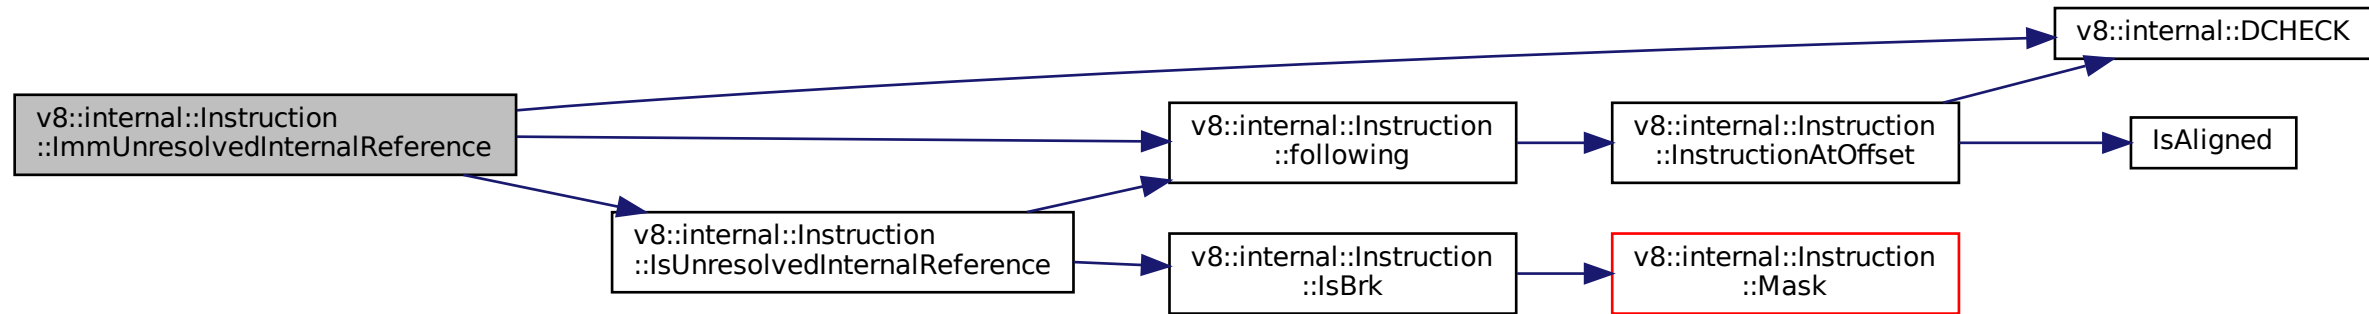 v8::internal::Instruction
::ImmUnresolvedInternalReference
v8::internal::Instruction
::IsUnresolvedInternalReference
v8::internal::Instruction
::following
v8::internal::Instruction
::IsBrk
v8::internal::Instruction
::InstructionAtOffset
v8::internal::Instruction
::Mask
v8::internal::DCHECK
IsAligned